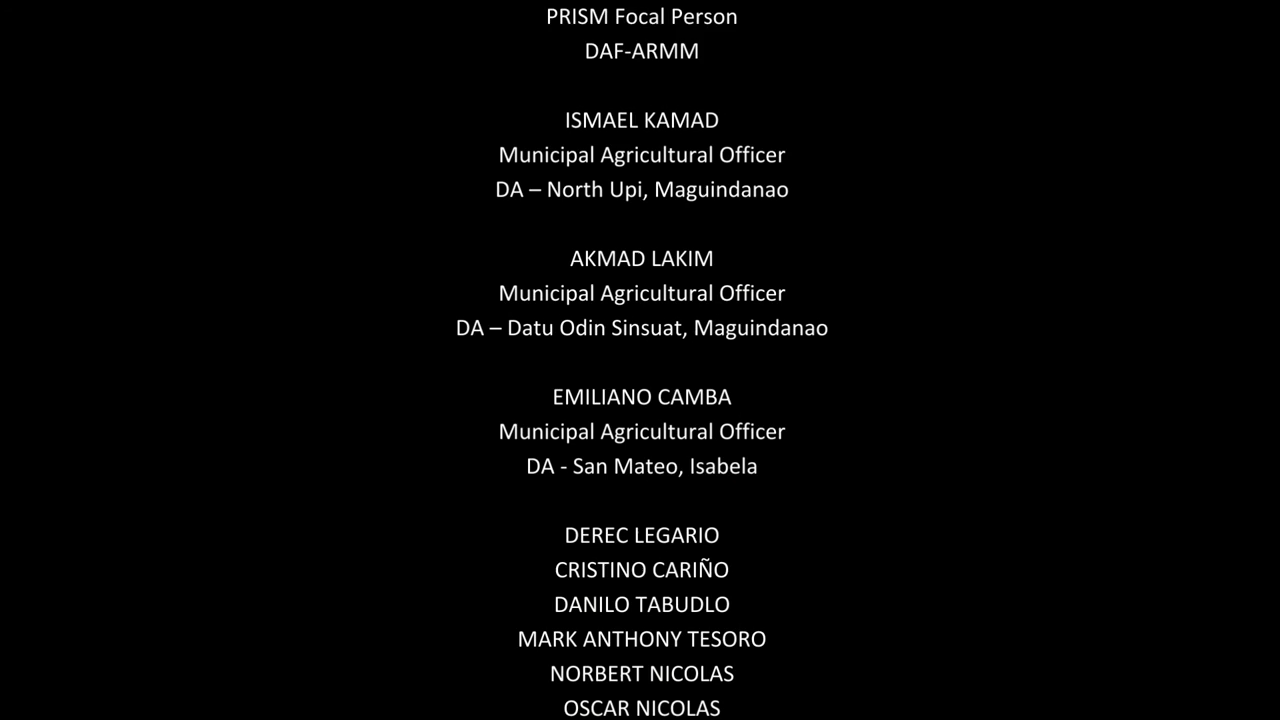 PRISM Focal Person
DAF-ARMM
ISMAEL KAMAD
Municipal Agricultural Officer
DA – North Upi, Maguindanao
AKMAD LAKIM
Municipal Agricultural Officer
DA – Datu Odin Sinsuat, Maguindanao
EMILIANO CAMBA
Municipal Agricultural Officer
DA - San Mateo, Isabela
DEREC LEGARIO
CRISTINO CARIÑO
DANILO TABUDLO
MARK ANTHONY TESORO
NORBERT NICOLAS
OSCAR NICOLAS